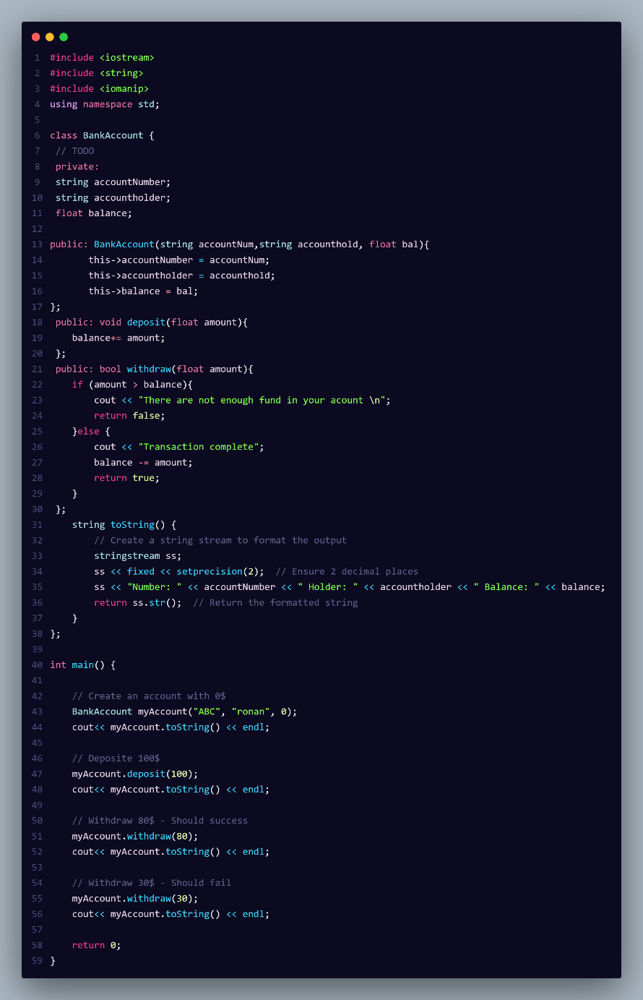 1 #include <iostream>
2 #include <string>
3 #include <iomanip>
4 using namespace std;
5
6 class BankAccount {
7  // TODO
8  private:
9  string accountNumber;
10  string accountholder;
11  float balance;
12
13 public: BankAccount(string accountNum,string accounthold, float bal){
14        this->accountNumber = accountNum;
15        this->accountholder = accounthold;
16        this->balance = bal;
17 };
18  public: void deposit(float amount){
19     balance+= amount;
20  };
21  public: bool withdraw(float amount){
22     if (amount > balance){
23         cout << "There are not enough fund in your acount \n";
24         return false;
25     }else {
26         cout << "Transaction complete";
27         balance -= amount;
28         return true;
29     }
30  };
31     string toString() {
32         // Create a string stream to format the output
33         stringstream ss;
34         ss << fixed << setprecision(2);  // Ensure 2 decimal places
35         ss << "Number: " << accountNumber << " Holder: " << accountholder << " Balance: " << balance;
36         return ss.str();  // Return the formatted string
37     }
38 };
39
40 int main() {
41
42     // Create an account with 0$
43     BankAccount myAccount("ABC", "ronan", 0);
44     cout<< myAccount.toString() << endl;
45
46     // Deposite 100$
47     myAccount.deposit(100);
48     cout<< myAccount.toString() << endl;
49
50     // Withdraw 80$ - Should success
51     myAccount.withdraw(80);
52     cout<< myAccount.toString() << endl;
53
54     // Withdraw 30$ - Should fail
55     myAccount.withdraw(30);
56     cout<< myAccount.toString() << endl;
57
58     return 0;
59 }